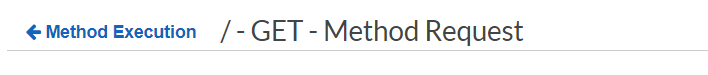 ← Method Execution / - GET - Method Request